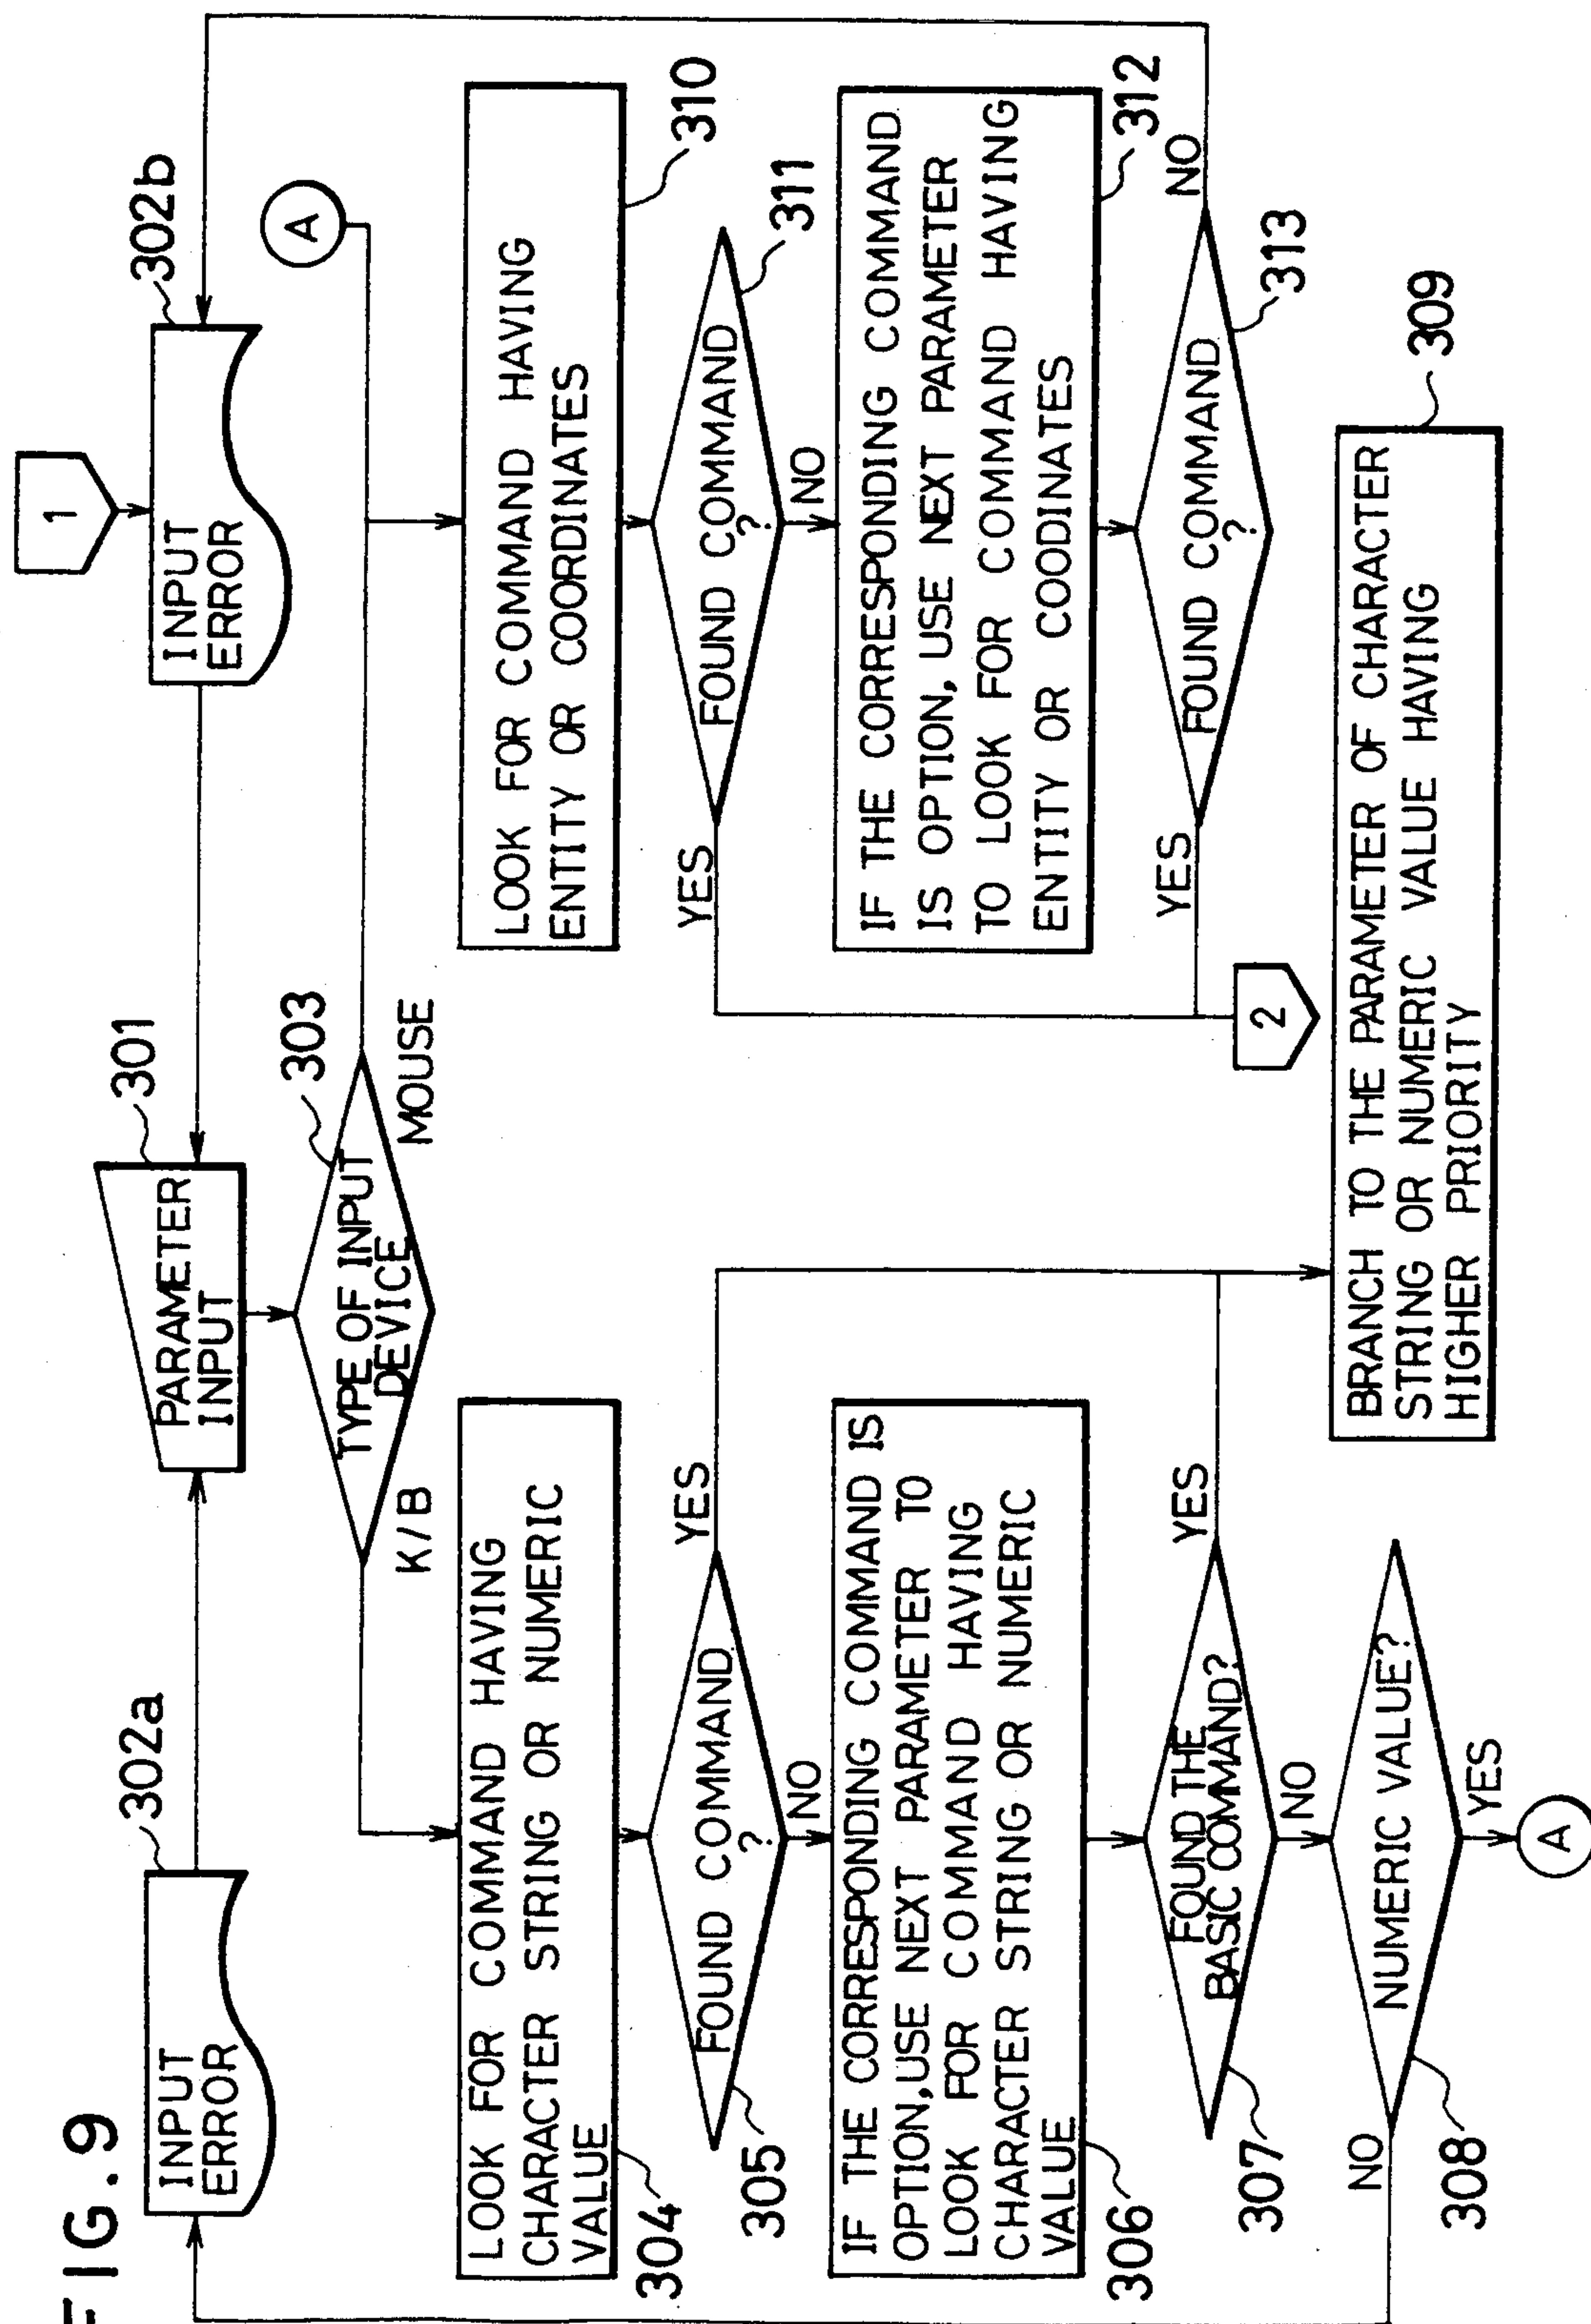 FIG. 9
302a
INPUT
ERROR
301
PARAMETER
INPUT
1
302b
INPUT
ERROR
303
TYPE OF INPUT
DEVICE
K/B
MOUSE
A
304
LOOK FOR COMMAND HAVING
CHARACTER STRING OR NUMERIC
VALUE
305
FOUND COMMAND
?
YES
NO
306
IF THE CORRESPONDING COMMAND IS
OPTION, USE NEXT PARAMETER TO
LOOK FOR COMMAND HAVING
CHARACTER STRING OR NUMERIC
VALUE
307
FOUND THE
BASIC COMMAND?
YES
NO
308
NUMERIC VALUE?
NO
YES
A
310
LOOK FOR COMMAND HAVING
ENTITY OR COORDINATES
311
FOUND COMMAND
?
YES
NO
312
IF THE CORRESPONDING COMMAND
IS OPTION, USE NEXT PARAMETER
TO LOOK FOR COMMAND HAVING
ENTITY OR COODINATES
313
FOUND COMMAND
?
YES
NO
2
309
BRANCH TO THE PARAMETER OF CHARACTER
STRING OR NUMERIC VALUE HAVING
HIGHER PRIORITY